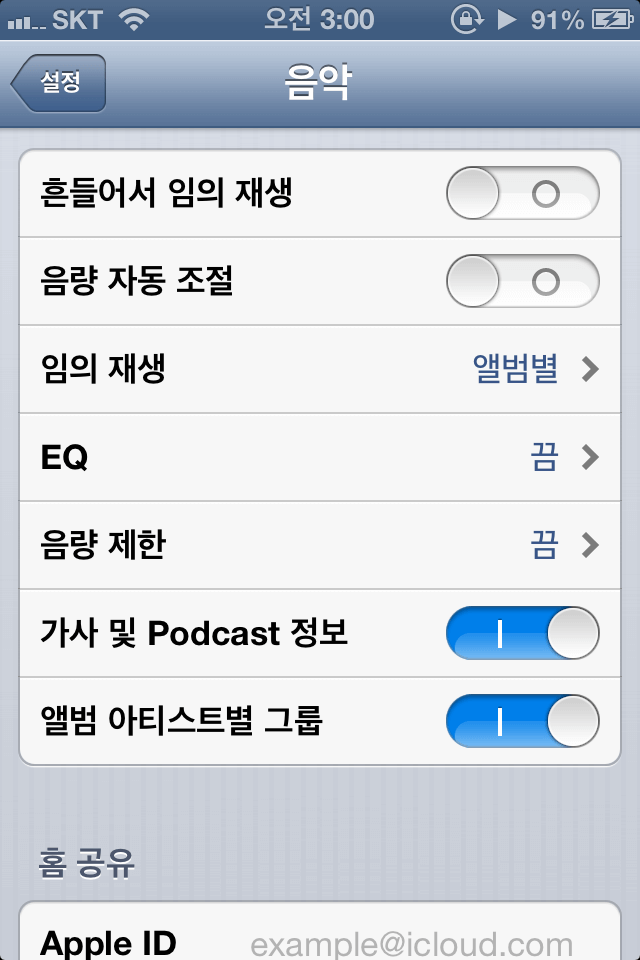 SKT 오전 3:00 91%
설정 음악
흔들어서 임의 재생
음량 자동 조절
임의 재생 앨범별
EQ 끔
음량 제한 끔
가사 및 Podcast 정보
앨범 아티스트별 그룹
홈 공유
Apple ID example@icloud.com